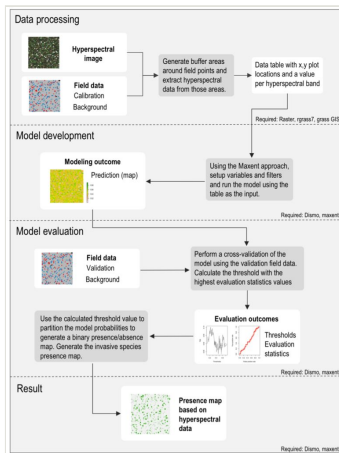 Data processing
Hyperspectral
image
Field data
Calibration
Background
Generate buffer areas
around field points and
extract hyperspectral
data from those areas.
Data table with x,y plot
locations and a value
per hyperspectral band
Required: Raster, rgrass7, grass GIS
Model development
Modeling outcome
Prediction (map)
Using the Maxent approach,
setup variables and filters
and run the model using the
table as the input.
Required: Dismo, maxent
Model evaluation
Field data
Validation
Background
Perform a cross-validation of the
model using the validation field data.
Calculate the threshold with the
highest evaluation statistics values
Use the calculated threshold value to
partition the model probabilities to
generate a binary presence/absence
map. Generate the invasive species
presence map.
Evaluation outcomes
Thresholds
Evaluation
statistics
Required: Dismo, maxent
Result
Presence map
based on
hyperspectral
data
Required: Dismo, maxent